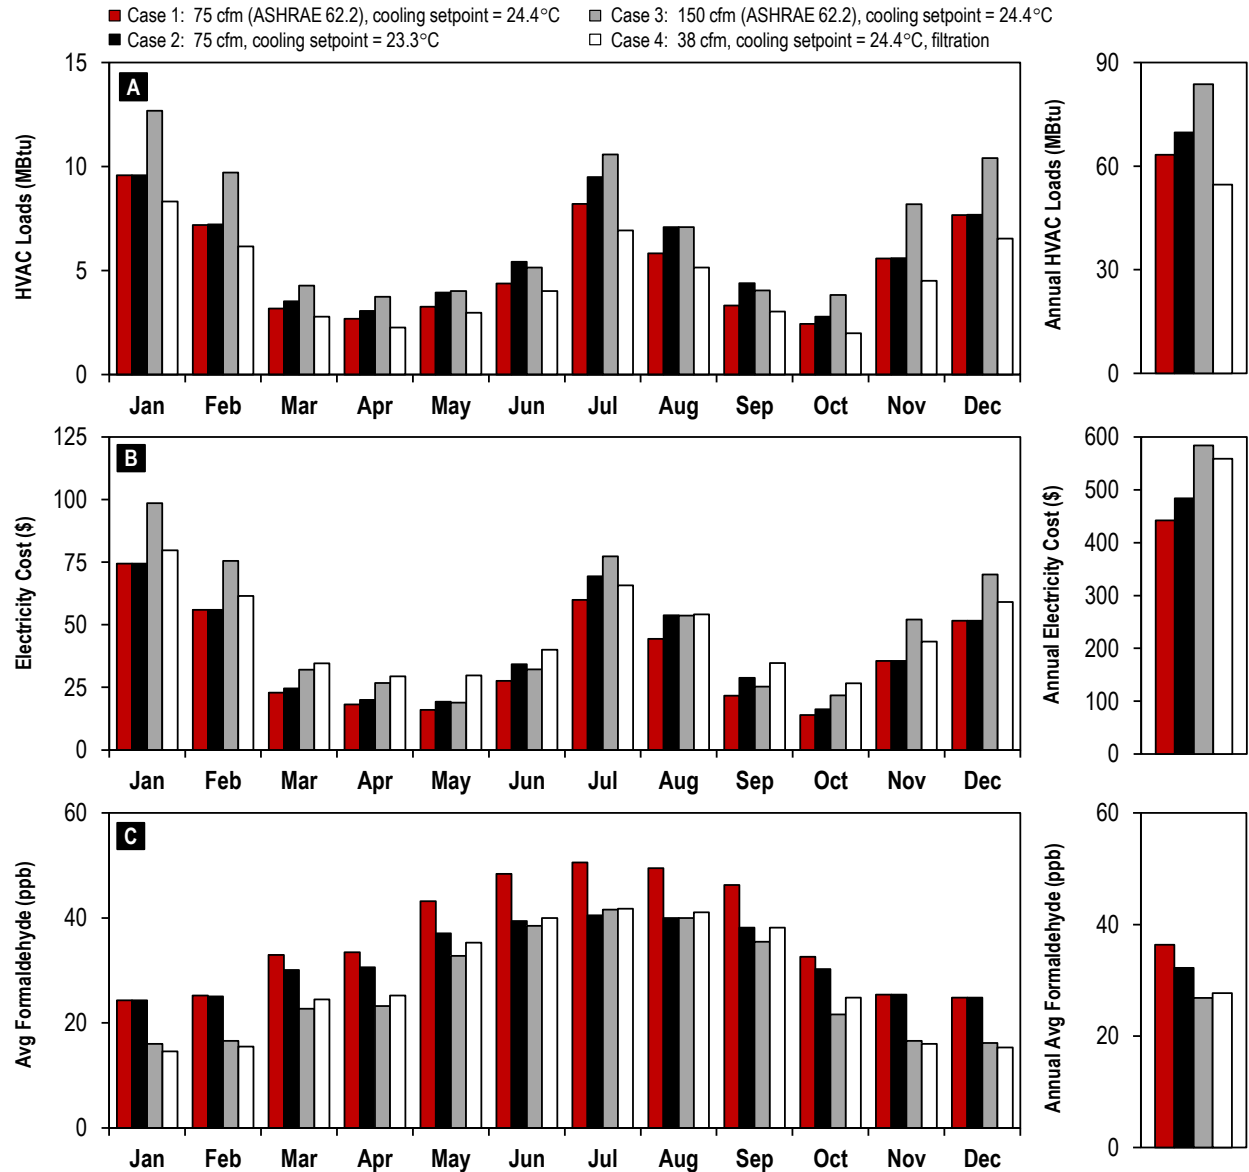 Case 1: 75 cfm (ASHRAE 62.2), cooling setpoint = 24.4°C
Case 3: 150 cfm (ASHRAE 62.2), cooling setpoint = 24.4°C
Case 2: 75 cfm, cooling setpoint = 23.3°C
Case 4: 38 cfm, cooling setpoint = 24.4°C, filtration
A
HVAC Loads (MBtu)
15
10
5
0
Jan Feb Mar Apr May Jun Jul Aug Sep Oct Nov Dec
Annual HVAC Loads (MBtu)
90
60
30
0
B
Electricity Cost ($)
125
100
75
50
25
0
Jan Feb Mar Apr May Jun Jul Aug Sep Oct Nov Dec
Annual Electricity Cost ($)
600
500
400
300
200
100
0
C
Avg Formaldehyde (ppb)
60
40
20
0
Jan Feb Mar Apr May Jun Jul Aug Sep Oct Nov Dec
Annual Avg Formaldehyde (ppb)
60
40
20
0